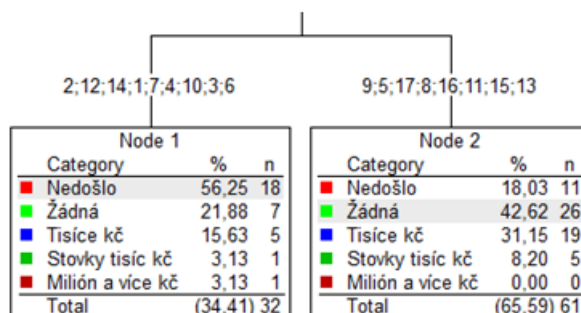 2;12;14;1;7;4;10;3;6
9;5;17;8;16;11;15;13
Node 1
Category % n
Nedošlo 56,25 18
Žádná 21,88 7
Tisíce kč 15,63 5
Stovky tisíc kč 3,13 1
Milión a více kč 3,13 1
Total (34,41) 32
Node 2
Category % n
Nedošlo 18,03 11
Žádná 42,62 26
Tisíce kč 31,15 19
Stovky tisíc kč 8,20 5
Milión a více kč 0,00 0
Total (65,59) 61